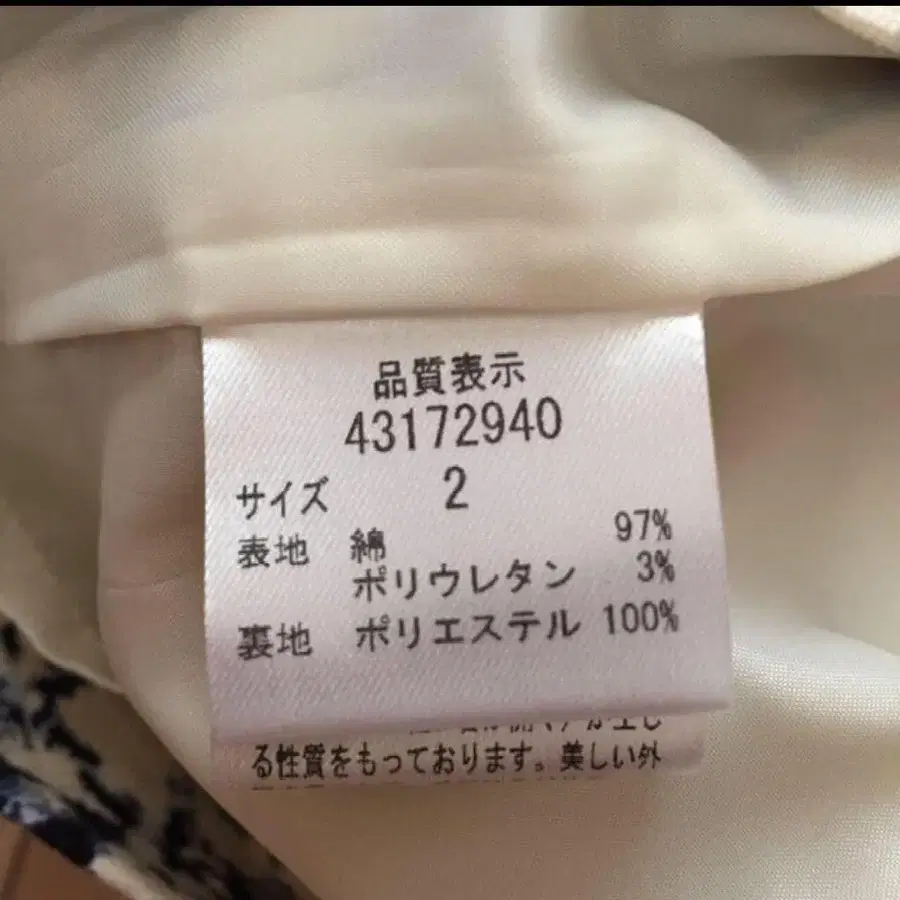 品質表示
43172940
サイズ 2
表地 綿 97%
ポリウレタン 3%
裏地 ポリエステル 100%
る性質をもっております。美しい外